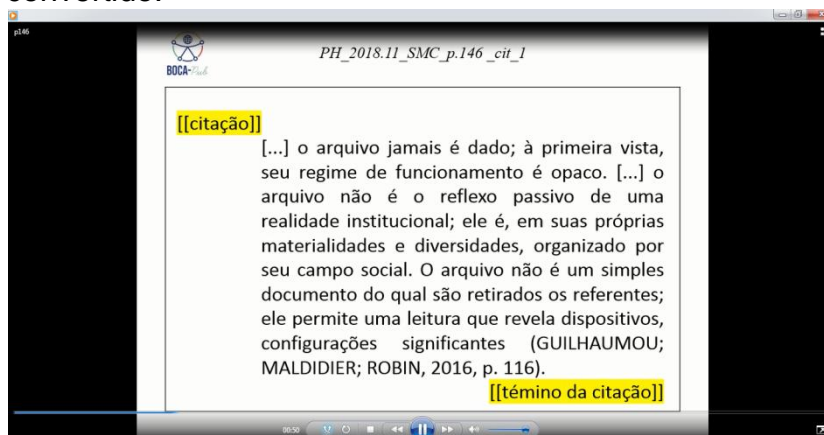 p146
BOCA-Pub
PH_2018.11_SMC_p.146 _cit_1
[[citação]]
[...] o arquivo jamais é dado; à primeira vista,
seu regime de funcionamento é opaco. [...] o
arquivo não é o reflexo passivo de uma
realidade institucional; ele é, em suas próprias
materialidades e diversidades, organizado por
seu campo social. O arquivo não é um simples
documento do qual são retirados os referentes;
ele permite uma leitura que revela dispositivos,
configurações significantes (GUILHAUMOU;
MALDIDIER; ROBIN, 2016, p. 116).
[[témino da citação]]
00:50